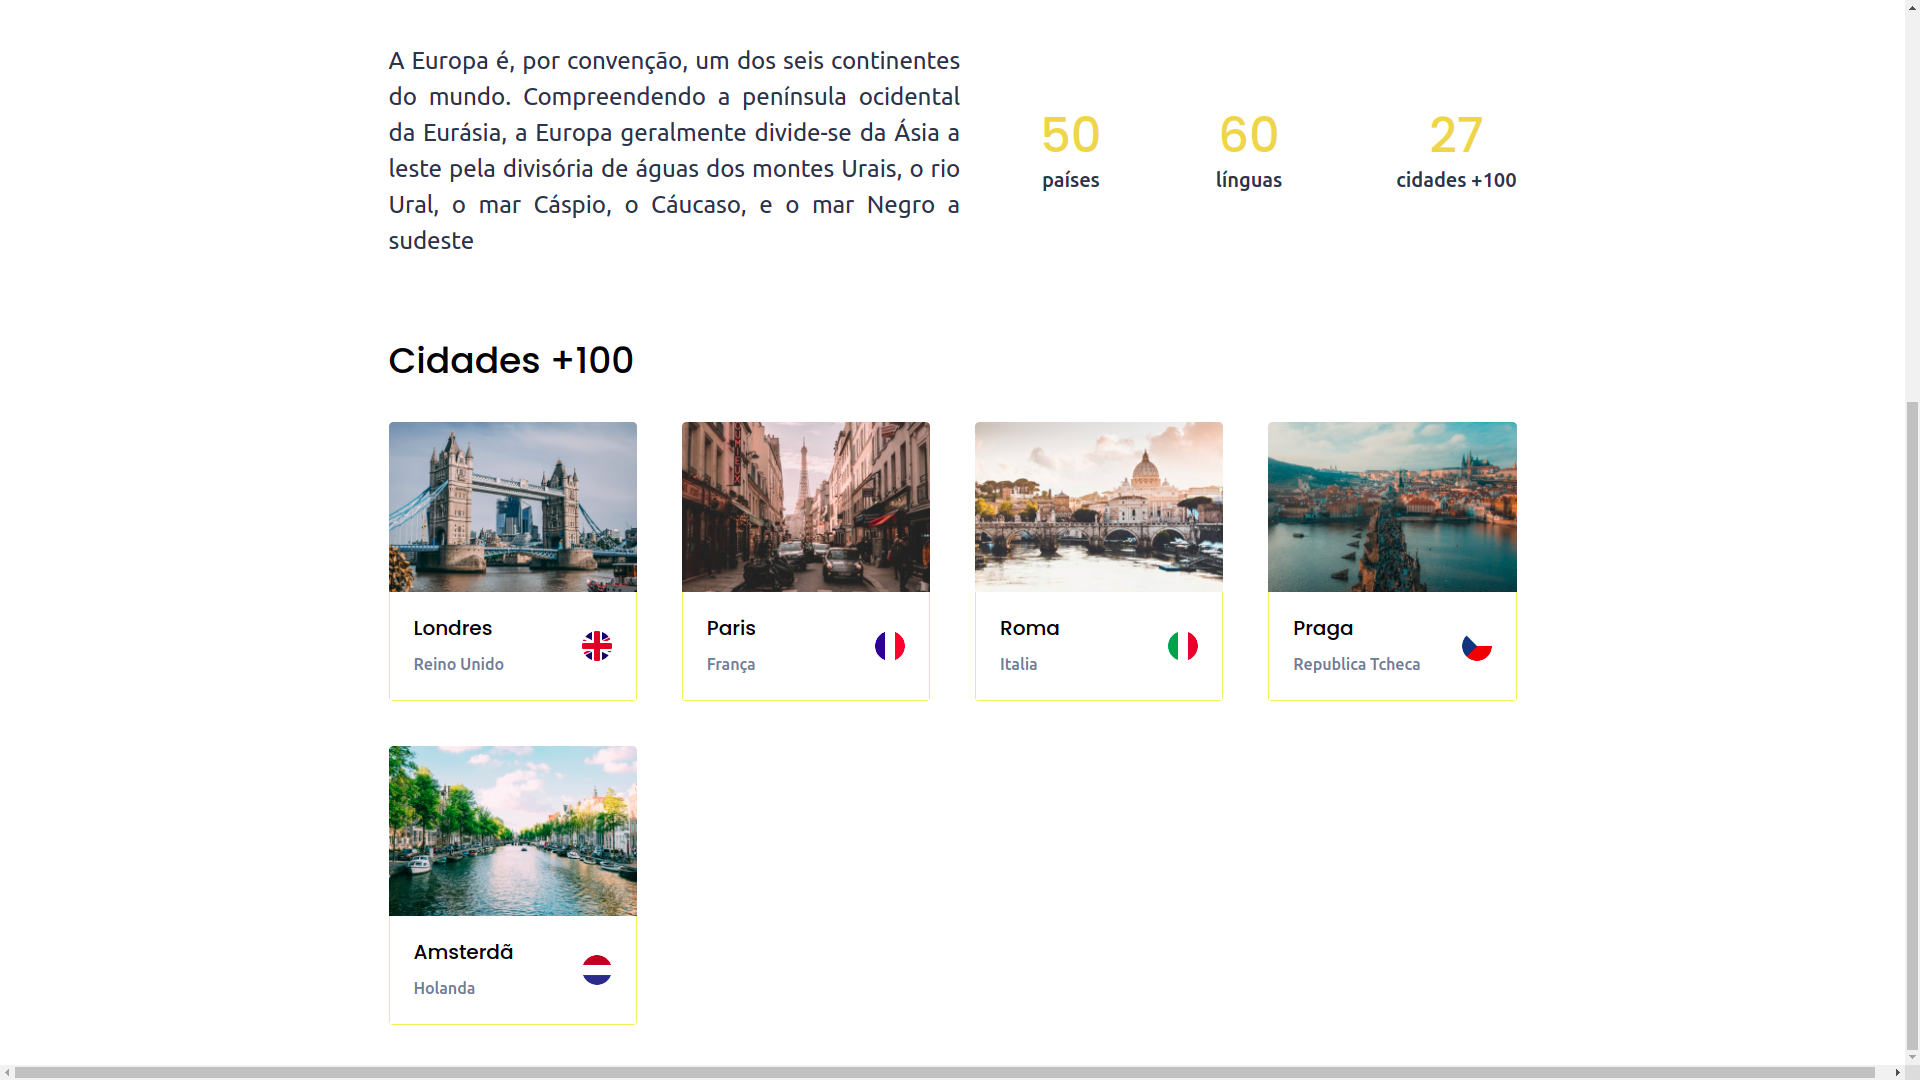 A Europa é, por convenção, um dos seis continentes
do mundo. Compreendendo a península ocidental
da Eurásia, a Europa geralmente divide-se da Ásia a
leste pela divisória de águas dos montes Urais, o rio
Ural, o mar Cáspio, o Cáucaso, e o mar Negro a
sudeste
50
países
60
línguas
27
cidades +100
Cidades +100
Londres
Reino Unido
Paris
França
Roma
Italia
Praga
Republica Tcheca
Amsterdã
Holanda